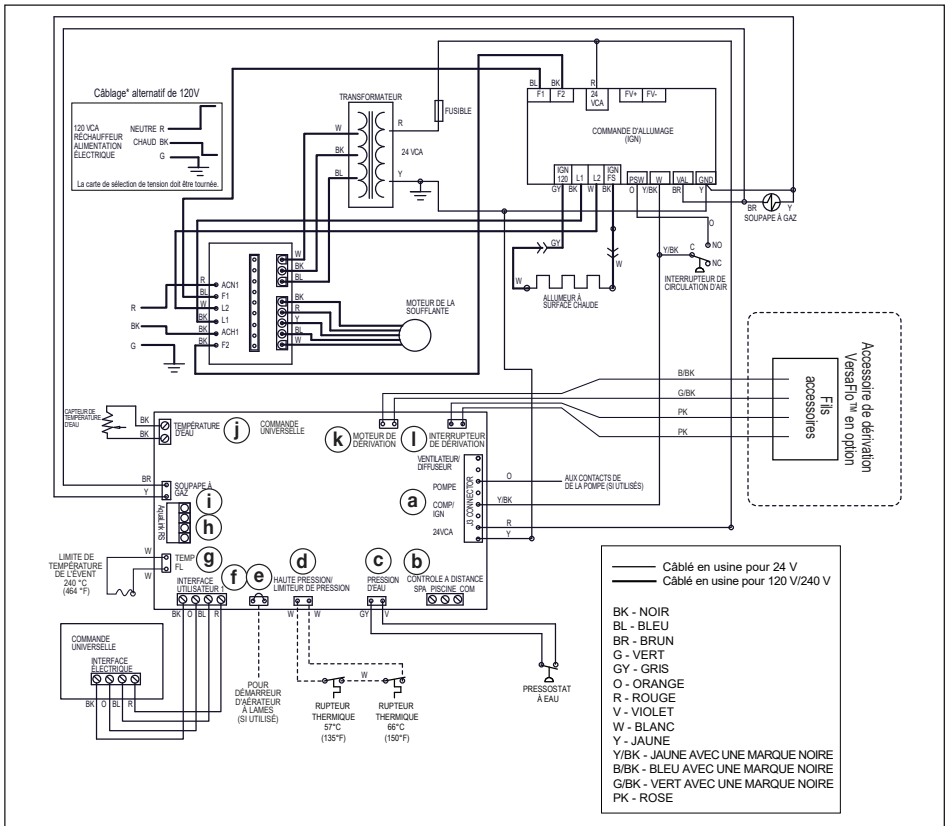 Câblage* alternatif de 120V
120 VCA
RÉCHAUFFEUR
ALIMENTATION
ÉLECTRIQUE
NEUTRE R
CHAUD BK
G
La carte de sélection de tension doit être tournée.
TRANSFORMATEUR
W
BK
BL
R
24 VCA
Y
FUSIBLE
BL
BK
R
F1
F2
24
VCA
FV+
FV-
COMMANDE D'ALLUMAGE
(IGN)
IGN
120
L1
L2
IGN
FS
PSW
W
VAL
GND
GY
BK
W
BK
O
Y/BK
BR
Y
BR
Y
SOUPAPE À GAZ
O
NO
Y/BK
C
NC
INTERRUPTEUR DE
CIRCULATION D'AIR
GY
W
W
ALLUMEUR À
SURFACE CHAUDE
R
BK
G
R
BL
W
BK
BK
BK
ACN1
F1
L2
L1
ACH1
F2
W
BK
BL
BK
R
Y
BL
W
MOTEUR DE LA
SOUFFLANTE
B/BK
G/BK
PK
PK
Fils
accessoires
Accessoire de dérivation
VersaFlo™ en option
CAPTEUR DE
TEMPÉRATURE
D'EAU
BK
BK
TEMPÉRATURE
D'EAU
j
COMMANDE
UNIVERSELLE
k
MOTEUR DE
DÉRIVATION
l
INTERRUPTEUR
DE DÉRIVATION
VENTILATEUR/
DIFFUSEUR
POMPE
COMP/
IGN
24VCA
J3 CONNECTOR
a
O
AUX CONTACTS DE
DE LA POMPE (SI UTILISÉS)
Y/BK
R
Y
BR
Y
SOUPAPE À
GAZ
i
AquaLink RS
h
LIMITE DE
TEMPÉRATURE
DE L'ÉVENT
240 °C
(464 °F)
W
W
TEMP
FL
g
INTERFACE
UTILISATEUR 1
f
e
d
HAUTE PRESSION/
LIMITEUR DE PRESSION
c
PRESSION
D'EAU
b
CONTROLE A DISTANCE
SPA PISCINE COM
BK
O
BL
R
W
W
GY
V
COMMANDE
UNIVERSELLE
INTERFACE
ÉLECTRIQUE
BK
O
BL
R
POUR
DÉMARREUR
D'AÉRATEUR
À LAMES
(SI UTILISÉ)
W
RUPTEUR
THERMIQUE
57°C
(135°F)
RUPTEUR
THERMIQUE
66°C
(150°F)
PRESSOSTAT
À EAU
Câblé en usine pour 24 V
Câblé en usine pour 120 V/240 V
BK - NOIR
BL - BLEU
BR - BRUN
G - VERT
GY - GRIS
O - ORANGE
R - ROUGE
V - VIOLET
W - BLANC
Y - JAUNE
Y/BK - JAUNE AVEC UNE MARQUE NOIRE
B/BK - BLEU AVEC UNE MARQUE NOIRE
G/BK - VERT AVEC UNE MARQUE NOIRE
PK - ROSE